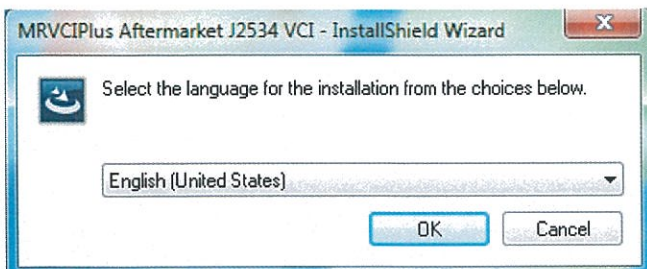 MRVCIPlus Aftermarket J2534 VCI - InstallShield Wizard
Select the language for the installation from the choices below.
English (United States)
OK Cancel